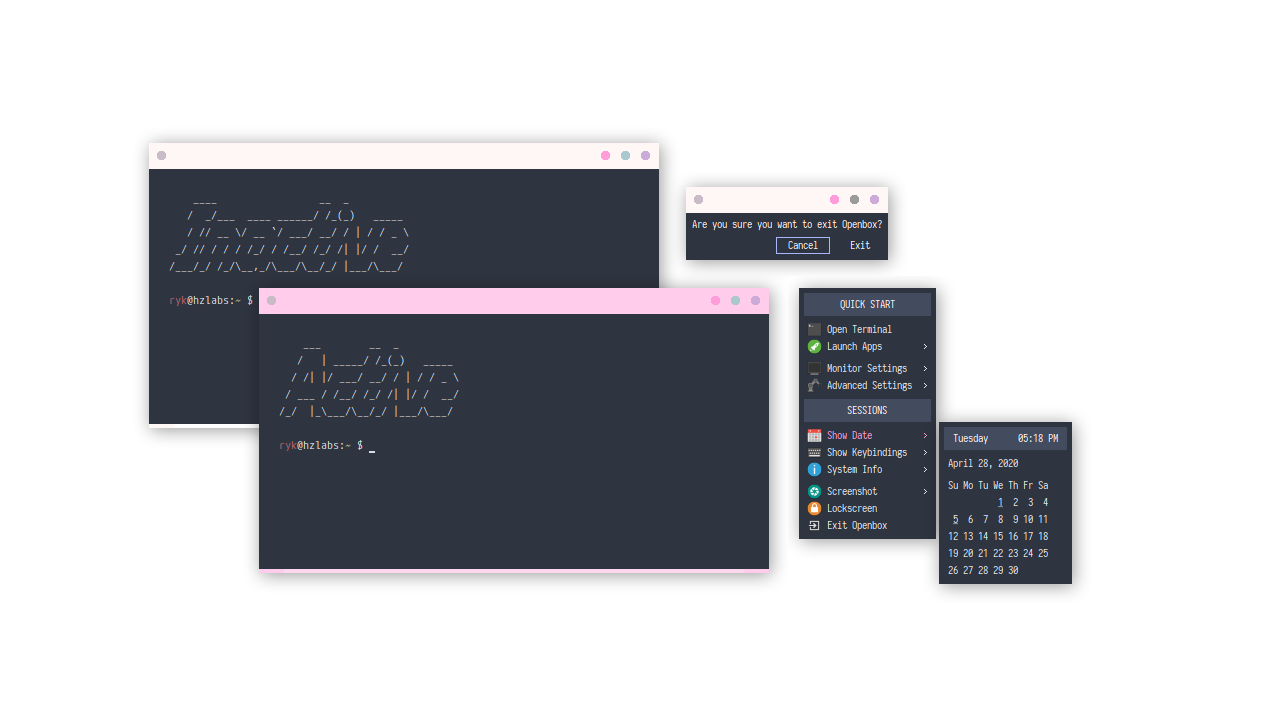 Inactive
ryk@hzlabs:~ $
Active
ryk@hzlabs:~ $ _
Are you sure you want to exit Openbox?
Cancel Exit
QUICK START
Open Terminal
Launch Apps ›
Monitor Settings ›
Advanced Settings ›
SESSIONS
Show Date ›
Show Keybindings ›
System Info ›
Screenshot ›
Lockscreen
Exit Openbox
Tuesday 05:18 PM
April 28, 2020
Su Mo Tu We Th Fr Sa
1 2 3 4
5 6 7 8 9 10 11
12 13 14 15 16 17 18
19 20 21 22 23 24 25
26 27 28 29 30